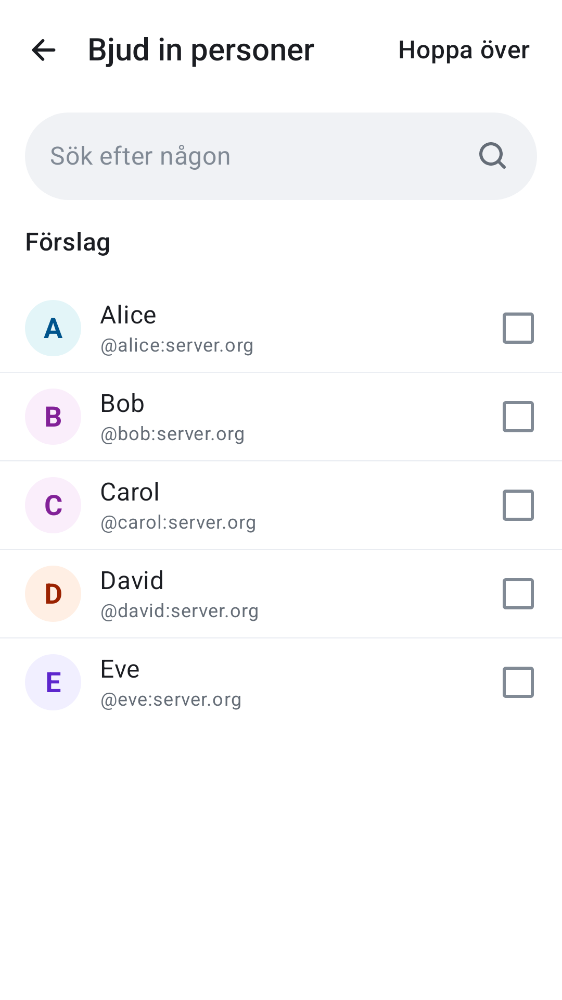 Bjud in personer
Hoppa över
Sök efter någon
Förslag
A
Alice
@alice:server.org
B
Bob
@bob:server.org
C
Carol
@carol:server.org
D
David
@david:server.org
E
Eve
@eve:server.org